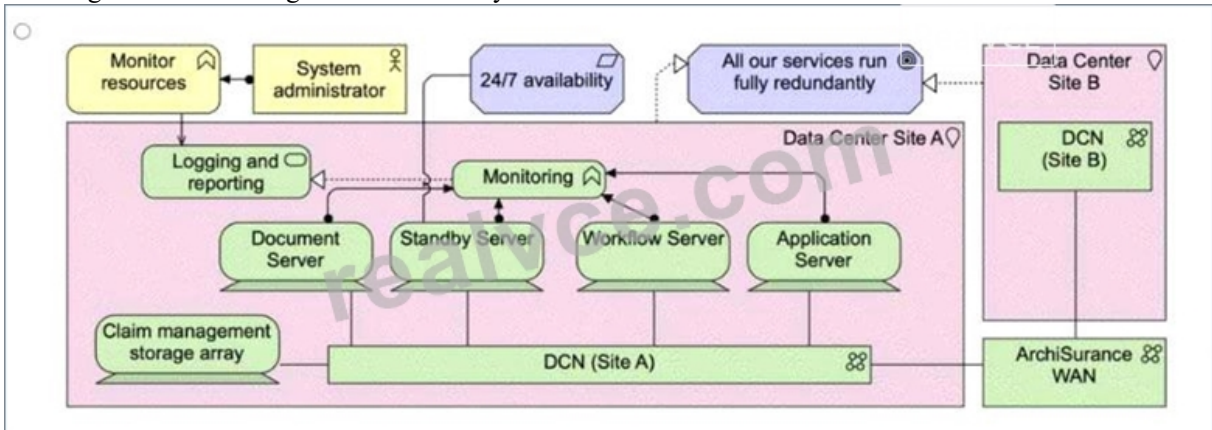 Monitor
resources
System
administrator
24/7 availability
All our services run
fully redundantly
Data Center
Site B
Data Center Site A
DCN
(Site B)
Logging and
reporting
Monitoring
Document
Server
Standby Server
Workflow Server
Application
Server
Claim management
storage array
DCN (Site A)
ArchiSurance
WAN
realvce.com